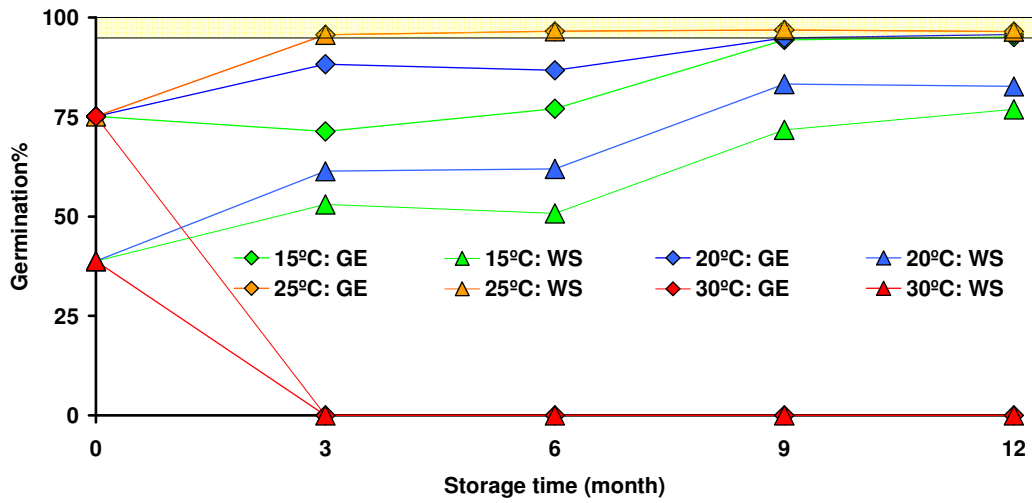 100
75
50
25
0
Germination%
15ºC: GE 15ºC: WS 20ºC: GE 20ºC: WS
25ºC: GE 25ºC: WS 30ºC: GE 30ºC: WS
0 3 6 9 12
Storage time (month)